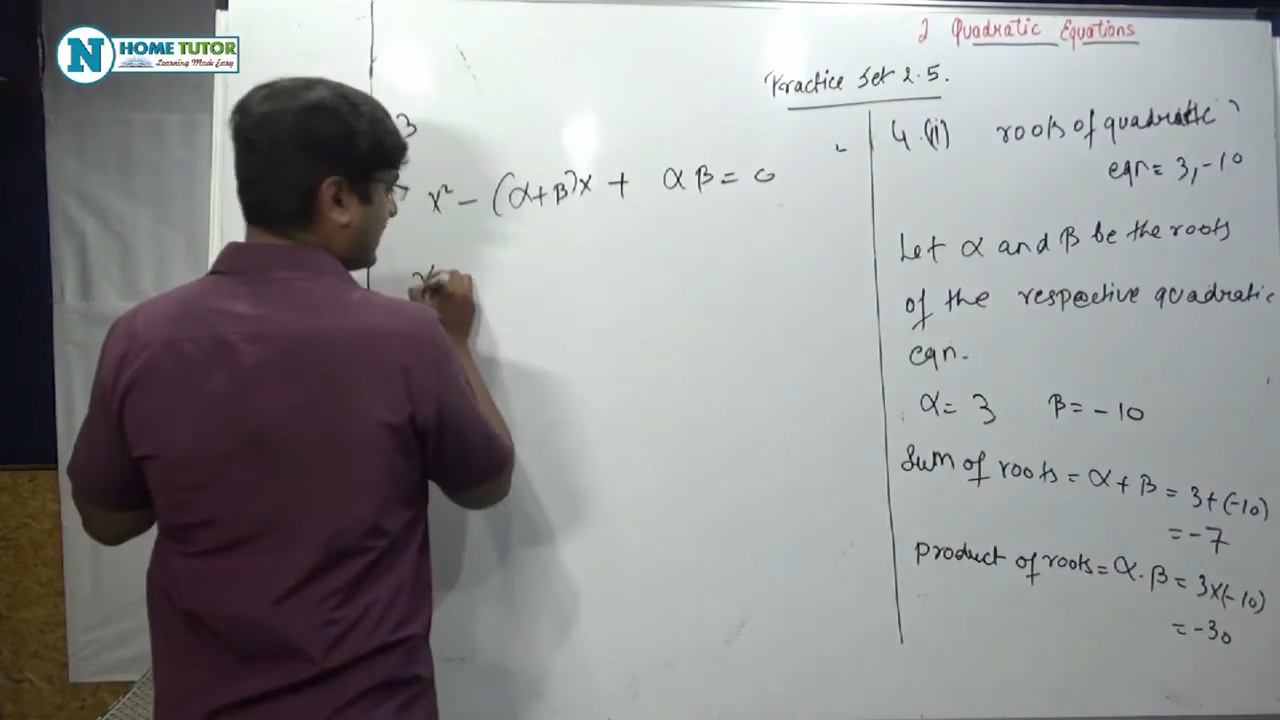 N HOME TUTOR
Learning Made Easy
2 Quadratic Equations
Practice Set 2.5.
3
x² - (α+β)x + αβ = 0
x
4.(ii) roots of quadratic
eqn = 3, -10
Let α and β be the roots
of the respective quadratic
eqn.
α = 3 β = -10
Sum of roots = α + β = 3+(-10)
= -7
product of roots = α.β = 3x(-10)
= -30